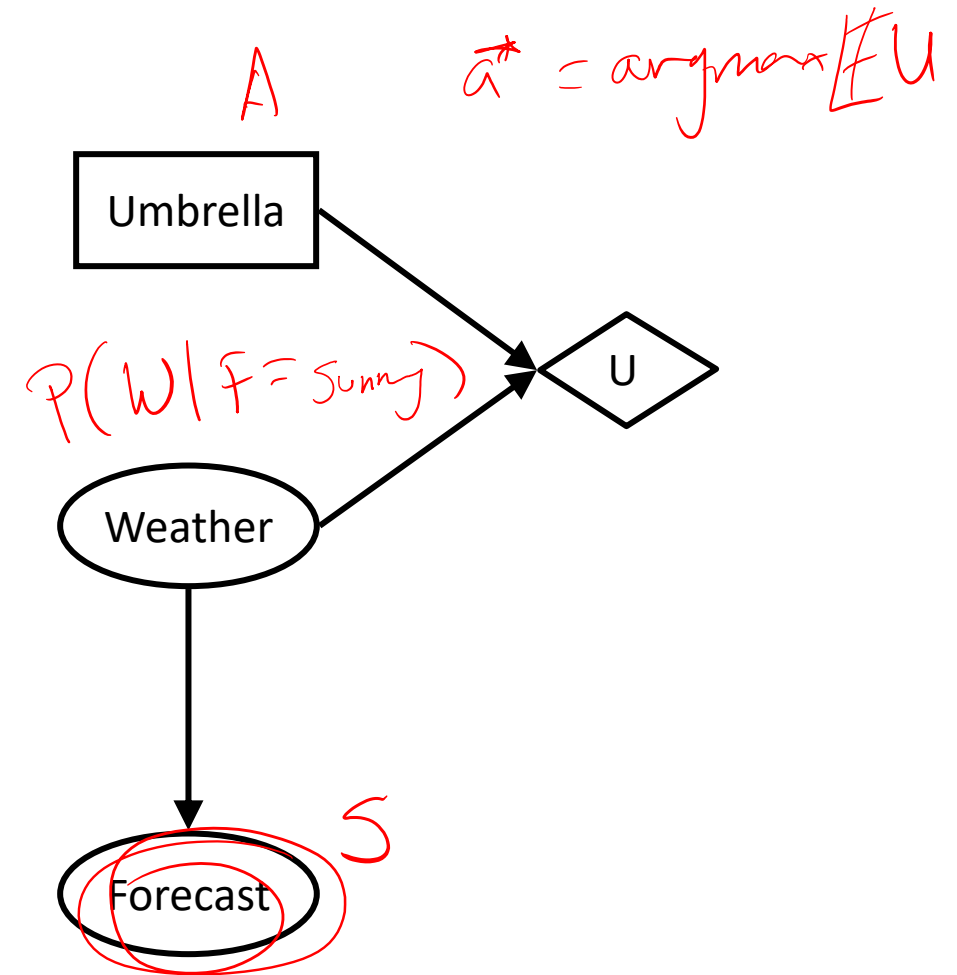 A
a* = argmax EU
Umbrella
U
P(W|F=sunny)
Weather
S
Forecast